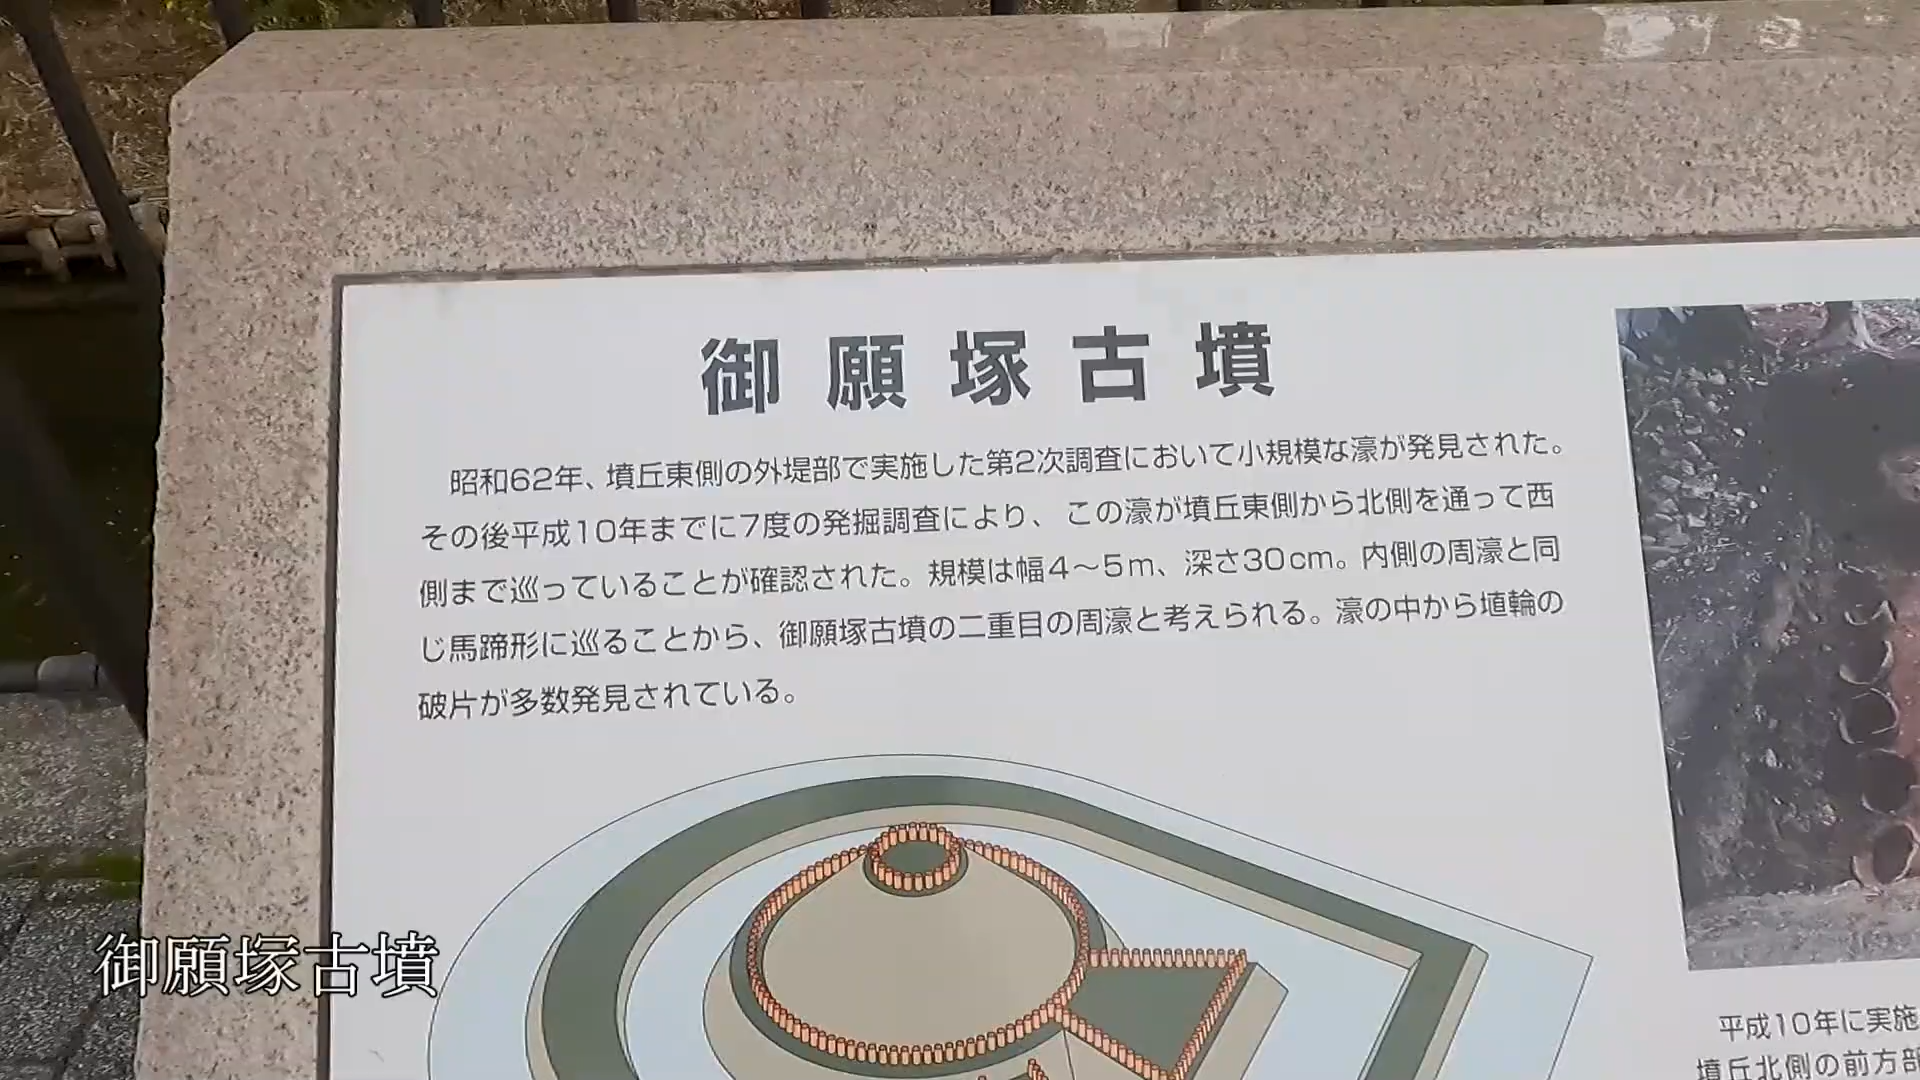 御願塚古墳
昭和62年、墳丘東側の外堤部で実施した第2次調査において小規模な濠が発見された。
その後平成10年までに7度の発掘調査により、この濠が墳丘東側から北側を通って西
側まで巡っていることが確認された。規模は幅4〜5m、深さ30cm。内側の周濠と同
じ馬蹄形に巡ることから、御願塚古墳の二重目の周濠と考えられる。濠の中から埴輪の
破片が多数発見されている。
平成10年に実施
墳丘北側の前方部
御願塚古墳